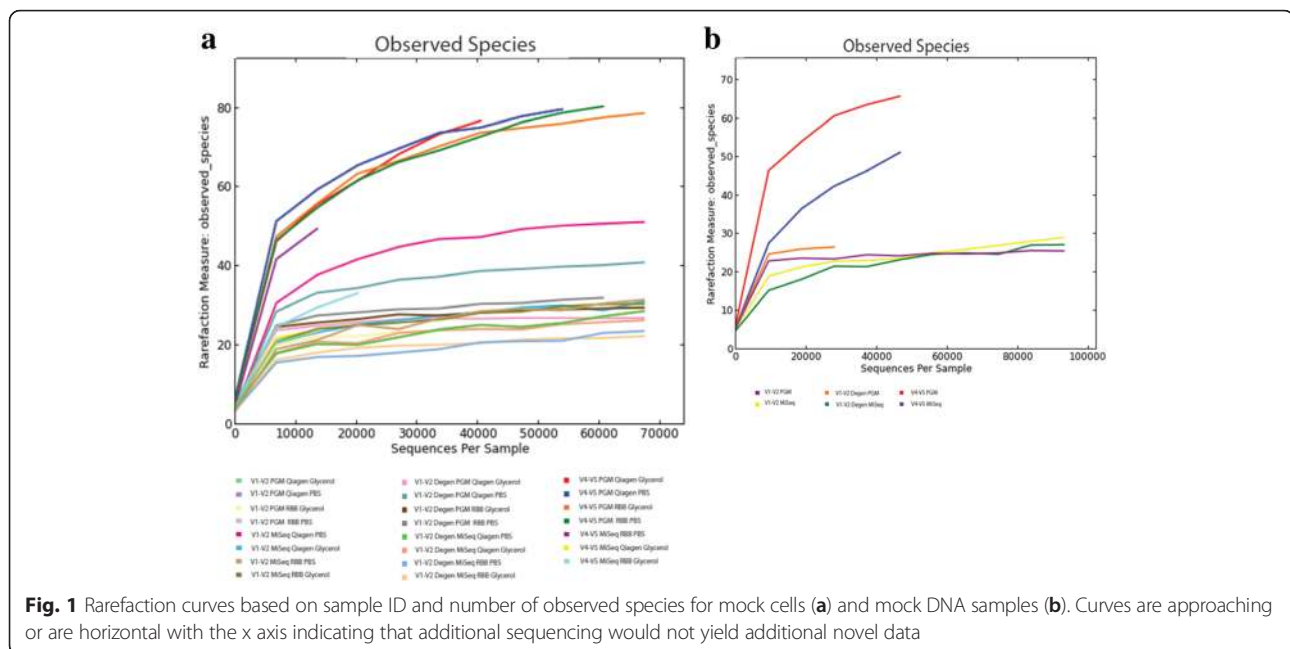 a
Observed Species
Rarefaction Measure: observed_species
80
60
40
20
0
0 10000 20000 30000 40000 50000 60000 70000
Sequences Per Sample
V1-V2 PGM Qiagen Glycerol
V1-V2 PGM Qiagen PBS
V1-V2 PGM RBB Glycerol
V1-V2 PGM RBB PBS
V1-V2 MiSeq Qiagen PBS
V1-V2 MiSeq Qiagen Glycerol
V1-V2 MiSeq RBB PBS
V1-V2 MiSeq RBB Glycerol
V1-V2 Degen PGM Qiagen Glycerol
V1-V2 Degen PGM Qiagen PBS
V1-V2 Degen PGM RBB Glycerol
V1-V2 Degen PGM RBB PBS
V1-V2 Degen MiSeq Qiagen PBS
V1-V2 Degen MiSeq Qiagen Glycerol
V1-V2 Degen MiSeq RBB PBS
V1-V2 Degen MiSeq RBB Glycerol
V4-V5 PGM Qiagen Glycerol
V4-V5 PGM Qiagen PBS
V4-V5 PGM RBB Glycerol
V4-V5 PGM RBB PBS
V4-V5 MiSeq RBB PBS
V4-V5 MiSeq Qiagen Glycerol
V4-V5 MiSeq RBB Glycerol
b
Observed Species
Rarefaction Measure: observed_species
70
60
50
40
30
20
10
0
0 20000 40000 60000 80000 100000
Sequences Per Sample
V1-V2 PGM
V1-V2 MiSeq
V1-V2 Degen PGM
V1-V2 Degen MiSeq
V4-V5 PGM
V4-V5 MiSeq
Fig. 1 Rarefaction curves based on sample ID and number of observed species for mock cells (a) and mock DNA samples (b). Curves are approaching
or are horizontal with the x axis indicating that additional sequencing would not yield additional novel data